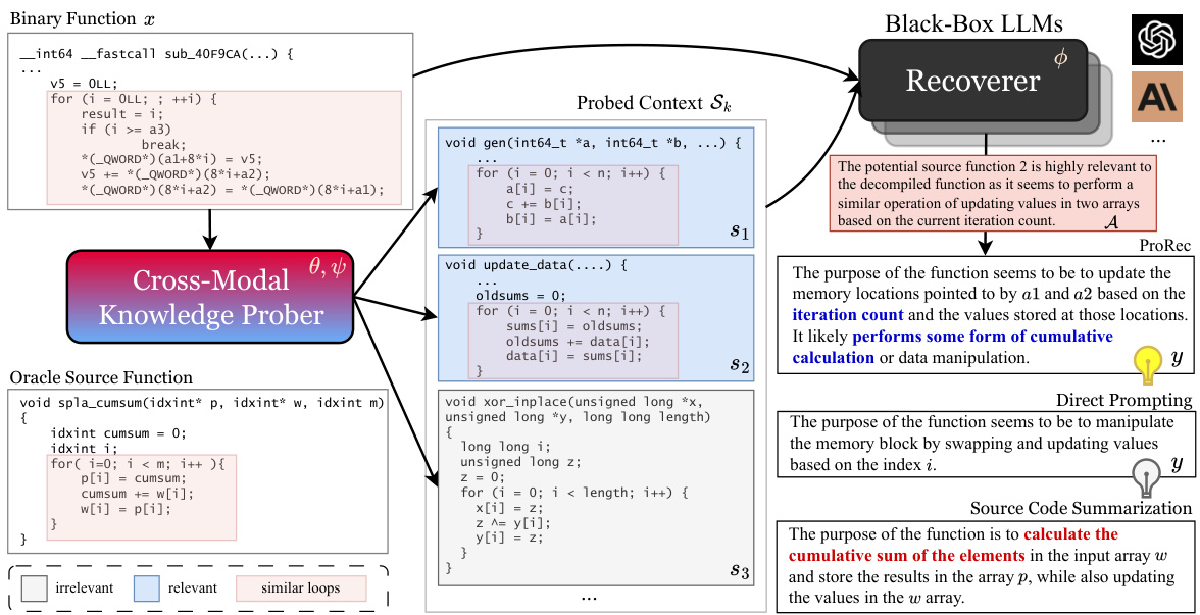 Binary Function x
__int64 __fastcall sub_40F9CA(...) {
...
v5 = 0LL;
for (i = 0LL; ; ++i) {
result = i;
if (i >= a3)
break;
*(_QWORD*)(a1+8*i) = v5;
v5 += *(_QWORD*)(8*i+a2);
*(_QWORD*)(8*i+a2) = *(_QWORD*)(8*i+a1);
Cross-Modal
Knowledge Prober
θ, ψ
Oracle Source Function
void spla_cumsum(idxint* p, idxint* w, idxint m)
{
idxint cumsum = 0;
idxint i;
for( i=0; i < m; i++ ){
p[i] = cumsum;
cumsum += w[i];
w[i] = p[i];
}
}
irrelevant
relevant
similar loops
Probed Context Sk
void gen(int64_t *a, int64_t *b, ...) {
...
for (i = 0; i < n; i++) {
a[i] = c;
c += b[i];
b[i] = a[i];
}
s1
void update_data(....) {
...
oldsums = 0;
for (i = 0; i < n; i++) {
sums[i] = oldsums;
oldsums += data[i];
data[i] = sums[i];
}
s2
void xor_inplace(unsigned long *x,
unsigned long *y, long long length)
{
long long i;
unsigned long z;
z = 0;
for (i = 0; i < length; i++) {
x[i] = z;
z ^= y[i];
y[i] = z;
}
}
s3
...
Black-Box LLMs
Recoverer
ϕ
AI
...
The potential source function 2 is highly relevant to
the decompiled function as it seems to perform a
similar operation of updating values in two arrays
based on the current iteration count.
A
ProRec
The purpose of the function seems to be to update the
memory locations pointed to by a1 and a2 based on the
iteration count and the values stored at those locations.
It likely performs some form of cumulative
calculation or data manipulation.
y
Direct Prompting
The purpose of the function seems to be to manipulate
the memory block by swapping and updating values
based on the index i.
y
Source Code Summarization
The purpose of the function is to calculate the
cumulative sum of the elements in the input array w
and store the results in the array p, while also updating
the values in the w array.